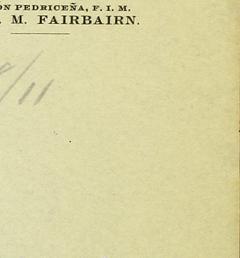 ON PEDRICEÑA, F. I. M.
. M. FAIRBAIRN.
/11